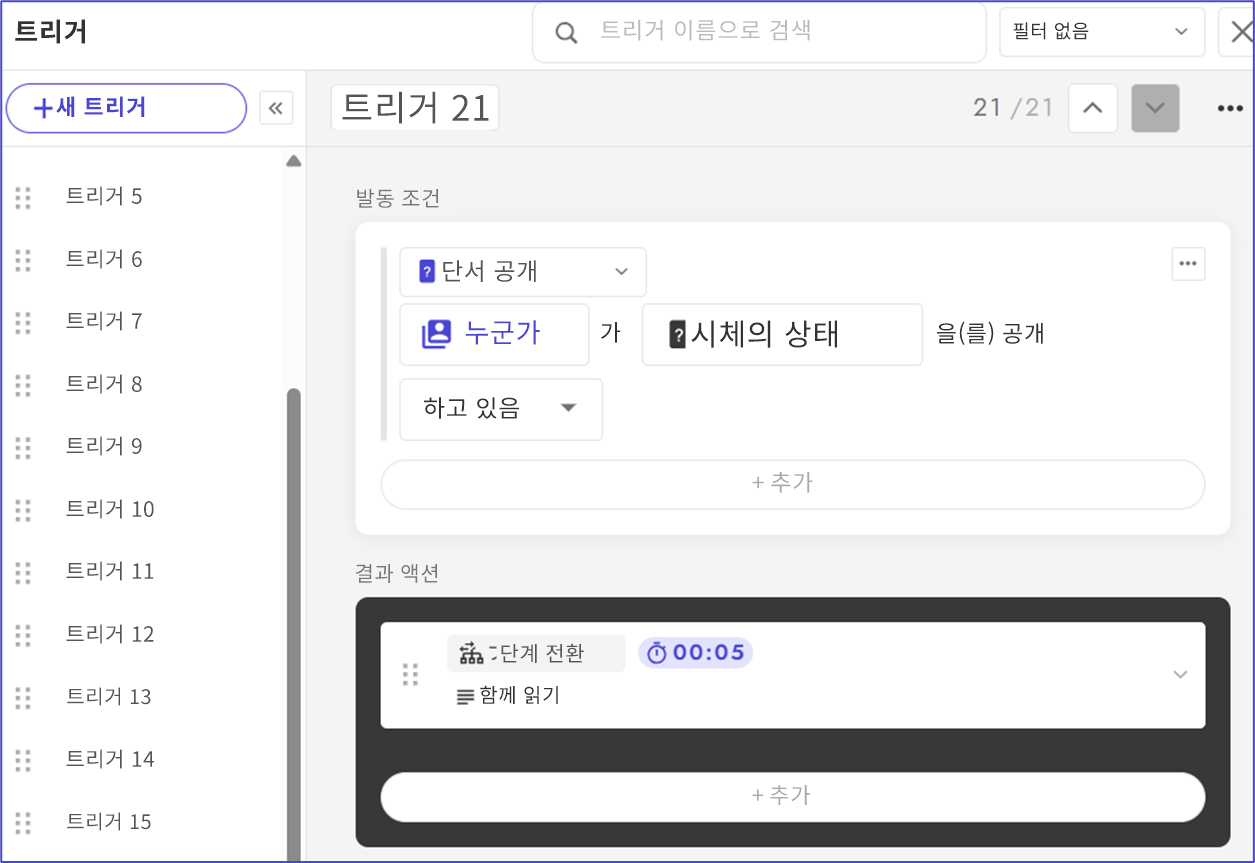 트리거
트리거 이름으로 검색
필터 없음
+새 트리거
«
트리거 21
21 /21
•••
트리거 5
트리거 6
트리거 7
트리거 8
트리거 9
트리거 10
트리거 11
트리거 12
트리거 13
트리거 14
트리거 15
발동 조건
? 단서 공개
•••
누군가 가 ? 시체의 상태 을(를) 공개
하고 있음
+ 추가
결과 액션
단계 전환 00:05
함께 읽기
+ 추가